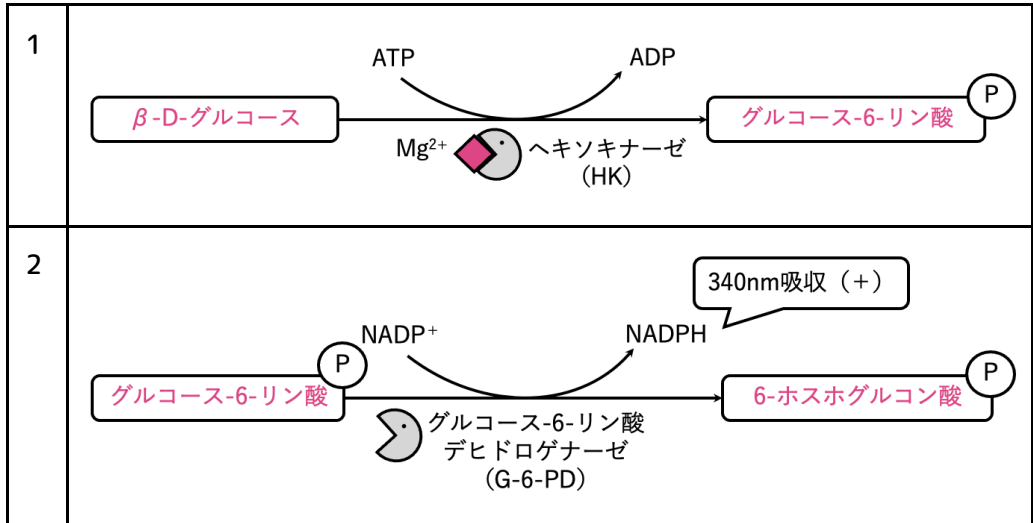 1
ATP
ADP
β-D-グルコース
グルコース-6-リン酸
P
Mg²⁺
ヘキソキナーゼ
(HK)
2
340nm吸収(+)
NADP⁺
NADPH
グルコース-6-リン酸
P
6-ホスホグルコン酸
P
グルコース-6-リン酸
デヒドロゲナーゼ
(G-6-PD)